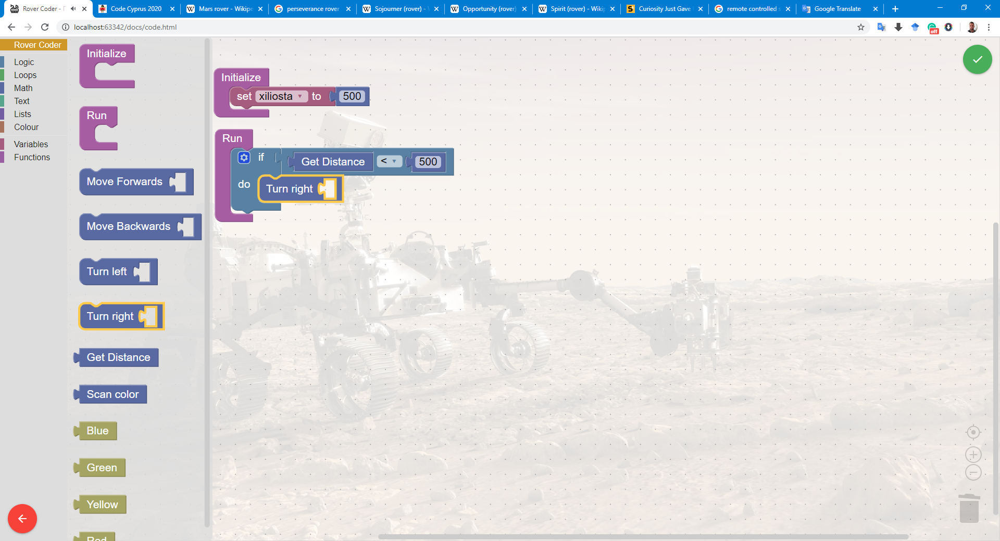 Rover Coder - 
Code Cyprus 2020
Mars rover - Wikipe
perseverance rover
Sojourner (rover) -
Opportunity (rover)
Spirit (rover) - Wikip
Curiosity Just Gave
remote controlled
Google Translate
localhost:63342/docs/code.html
off
Rover Coder
Logic
Loops
Math
Text
Lists
Colour
Variables
Functions
Initialize
Run
Move Forwards
Move Backwards
Turn left
Turn right
Get Distance
Scan color
Blue
Green
Yellow
Red
Initialize
set xiliosta to 500
Run
if Get Distance < 500
do Turn right